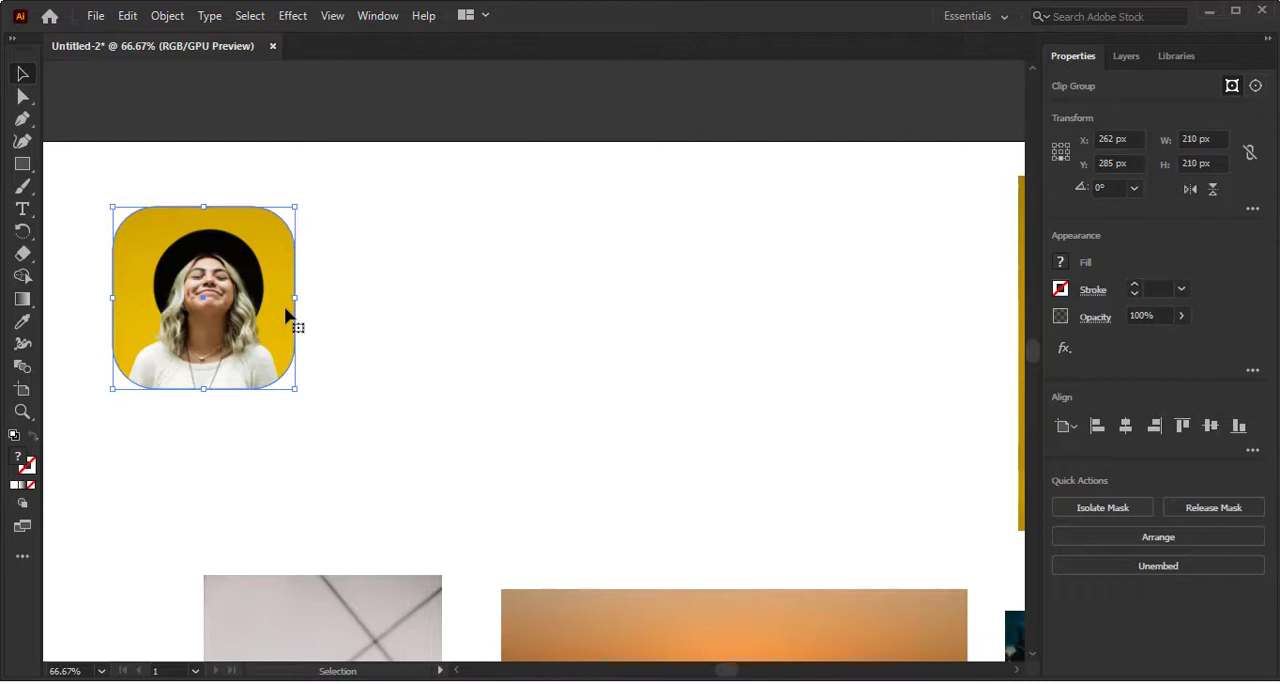 Ai File Edit Object Type Select Effect View Window Help Essentials Search Adobe Stock
Untitled-2* @ 66.67% (RGB/GPU Preview) ×
Properties Layers Libraries
Clip Group
Transform
X: 262 px W: 210 px
Y: 285 px H: 210 px
0°
Appearance
? Fill
Stroke
Opacity 100%
fx.
Align
Quick Actions
Isolate Mask Release Mask
Arrange
Unembed
T
?
66.67% 1 Selection